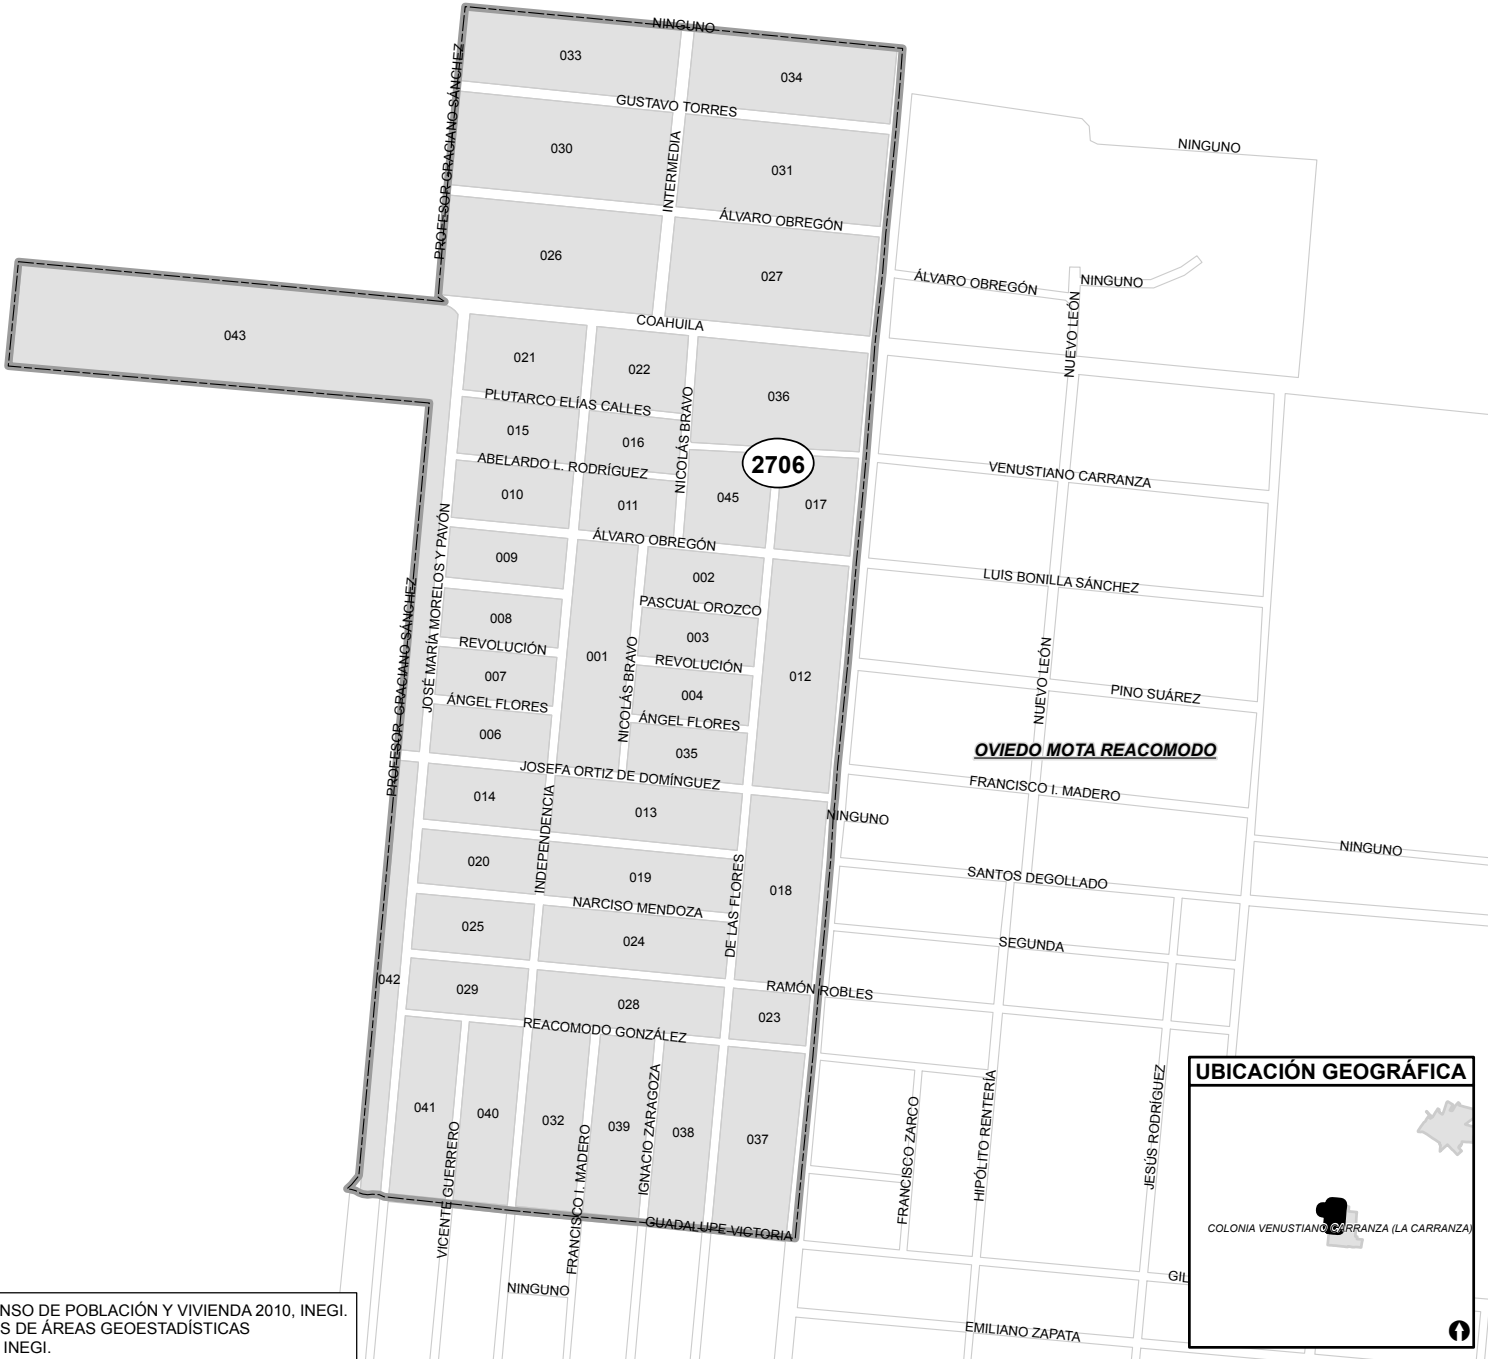 NINGUNO
033
034
PROFESOR GRACIANO SÁNCHEZ
GUSTAVO TORRES
INTERMEDIA
030
031
NINGUNO
ÁLVARO OBREGÓN
026
027
ÁLVARO OBREGÓN
NINGUNO
NUEVO LEÓN
043
COAHUILA
021
022
036
PLUTARCO ELÍAS CALLES
NICOLÁS BRAVO
015
016
2706
ABELARDO L. RODRÍGUEZ
VENUSTIANO CARRANZA
010
011
045
017
JOSÉ MARÍA MORELOS Y PAVÓN
ÁLVARO OBREGÓN
009
002
LUIS BONILLA SÁNCHEZ
PROFESOR GRACIANO SÁNCHEZ
PASCUAL OROZCO
008
003
REVOLUCIÓN
001
NICOLÁS BRAVO
REVOLUCIÓN
NUEVO LEÓN
007
004
012
ÁNGEL FLORES
ÁNGEL FLORES
PINO SUÁREZ
006
035
OVIEDO MOTA REACOMODO
JOSEFA ORTIZ DE DOMÍNGUEZ
FRANCISCO I. MADERO
014
INDEPENDENCIA
013
NINGUNO
NINGUNO
020
019
DE LAS FLORES
018
SANTOS DEGOLLADO
NARCISO MENDOZA
025
024
SEGUNDA
042
029
028
RAMÓN ROBLES
023
REACOMODO GONZÁLEZ
041
040
032
039
038
037
VICENTE GUERRERO
FRANCISCO I. MADERO
IGNACIO ZARAGOZA
FRANCISCO ZARCO
HIPÓLITO RENTERÍA
JESÚS RODRÍGUEZ
GUADALUPE VICTORIA
NINGUNO
GIL
EMILIANO ZAPATA
UBICACIÓN GEOGRÁFICA
COLONIA VENUSTIANO CARRANZA (LA CARRANZA)
NSO DE POBLACIÓN Y VIVIENDA 2010, INEGI.
S DE ÁREAS GEOESTADÍSTICAS
INEGI.